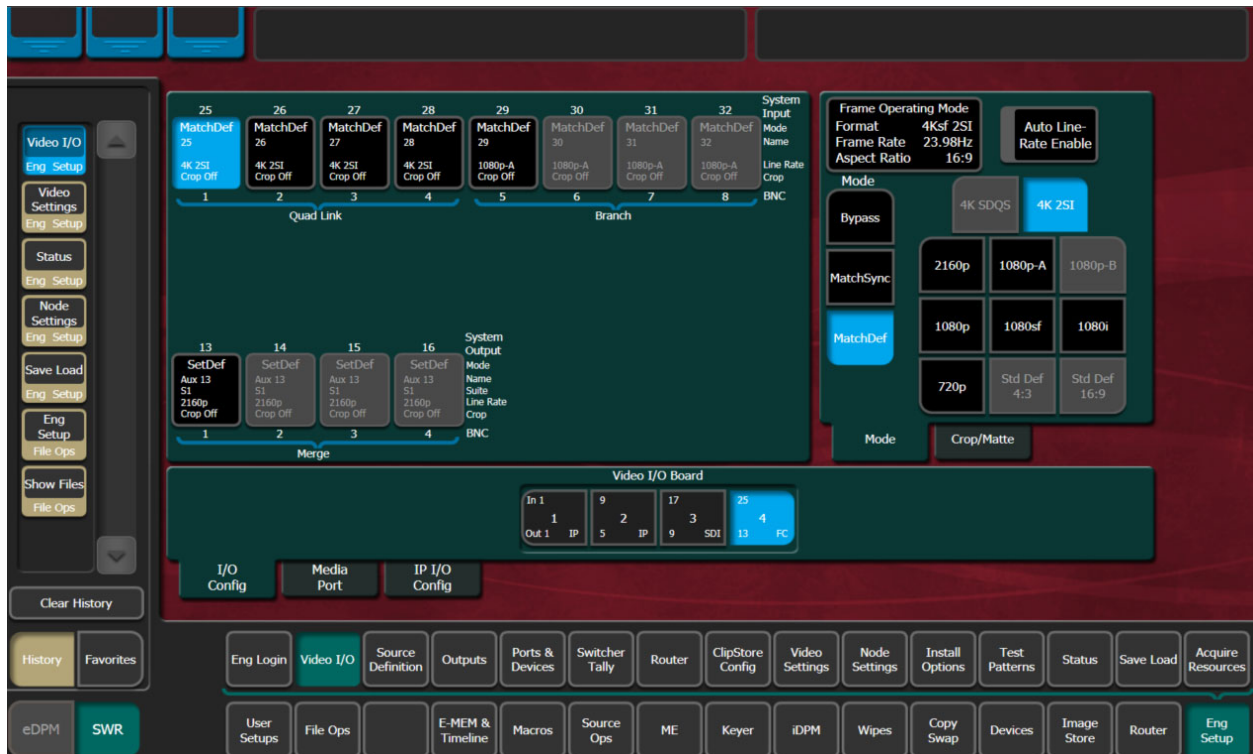 Video I/O
Eng Setup
Video
Settings
Eng Setup
Status
Eng Setup
Node
Settings
Eng Setup
Save Load
Eng Setup
Eng
Setup
File Ops
Show Files
File Ops
Clear History
History Favorites
eDPM SWR
25 26 27 28 29 30 31 32 System
Input
MatchDef MatchDef MatchDef MatchDef MatchDef MatchDef MatchDef MatchDef Mode
25 26 27 28 29 30 31 32 Name
4K 2SI 4K 2SI 4K 2SI 4K 2SI 1080p-A 1080p-A 1080p-A 1080p-A Line Rate
Crop Off Crop Off Crop Off Crop Off Crop Off Crop Off Crop Off Crop Off Crop
1 2 3 4 5 6 7 8 BNC
Quad Link Branch
13 14 15 16 System
Output
SetDef SetDef SetDef SetDef Mode
Aux 13 Aux 13 Aux 13 Aux 13 Name
S1 S1 S1 S1 Suite
2160p 2160p 2160p 2160p Line Rate
Crop Off Crop Off Crop Off Crop Off Crop
1 2 3 4 BNC
Merge
Frame Operating Mode
Format 4Ksf 2SI
Frame Rate 23.98Hz
Aspect Ratio 16:9
Auto Line-
Rate Enable
Mode
Bypass
MatchSync
MatchDef
4K SDQS 4K 2SI
2160p 1080p-A 1080p-B
1080p 1080sf 1080i
720p Std Def
4:3 Std Def
16:9
Mode Crop/Matte
Video I/O Board
In 1 9 17 25
1 2 3 4
Out 1 IP 5 IP 9 SDI 13 FC
I/O
Config
Media
Port
IP I/O
Config
Eng Login
Video I/O
Source
Definition
Outputs
Ports &
Devices
Switcher
Tally
Router
ClipStore
Config
Video
Settings
Node
Settings
Install
Options
Test
Patterns
Status
Save Load
Acquire
Resources
User
Setups
File Ops
E-MEM &
Timeline
Macros
Source
Ops
ME
Keyer
iDPM
Wipes
Copy
Swap
Devices
Image
Store
Router
Eng
Setup